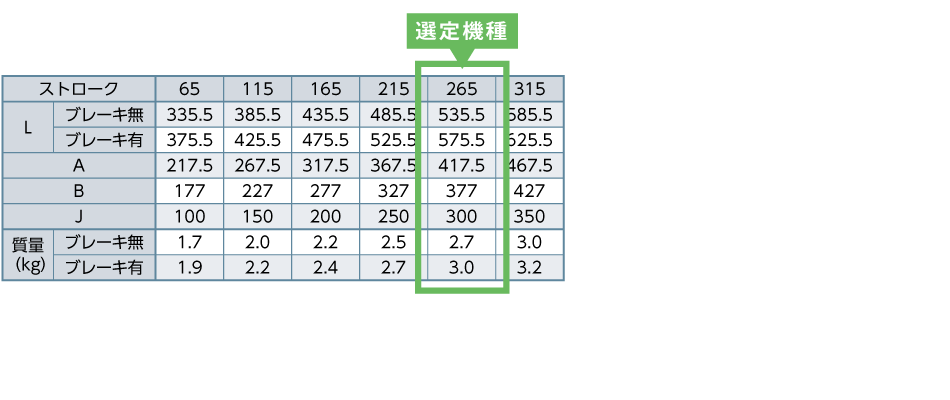 選定機種
ストローク 65 115 165 215 265 315
L ブレーキ無 335.5 385.5 435.5 485.5 535.5 585.5
ブレーキ有 375.5 425.5 475.5 525.5 575.5 625.5
A 217.5 267.5 317.5 367.5 417.5 467.5
B 177 227 277 327 377 427
J 100 150 200 250 300 350
質量 (kg) ブレーキ無 1.7 2.0 2.2 2.5 2.7 3.0
ブレーキ有 1.9 2.2 2.4 2.7 3.0 3.2